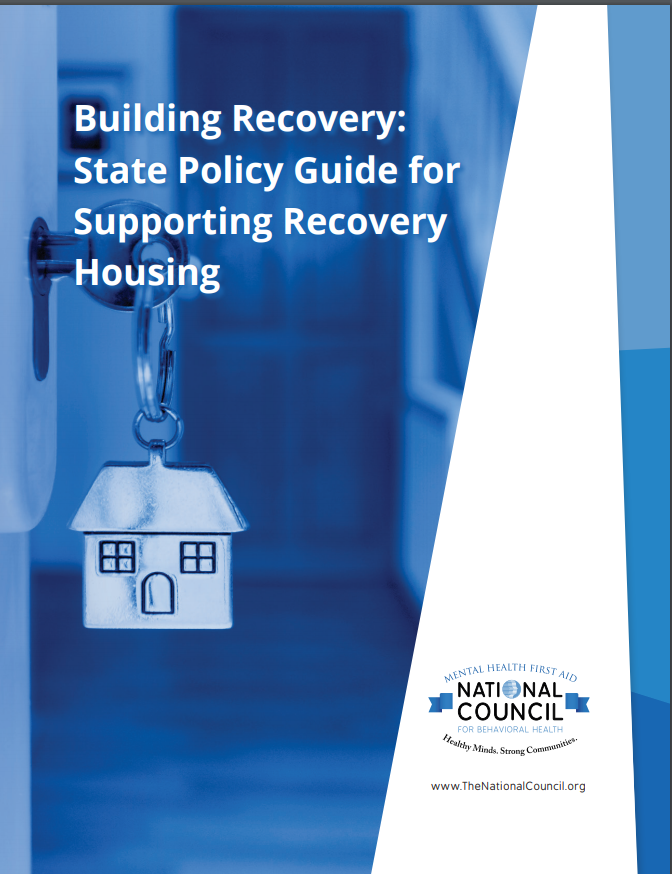 Building Recovery:
State Policy Guide for
Supporting Recovery
Housing
MENTAL HEALTH FIRST AID
NATIONAL
COUNCIL
FOR BEHAVIORAL HEALTH
Healthy Minds. Strong Communities.
www.TheNationalCouncil.org